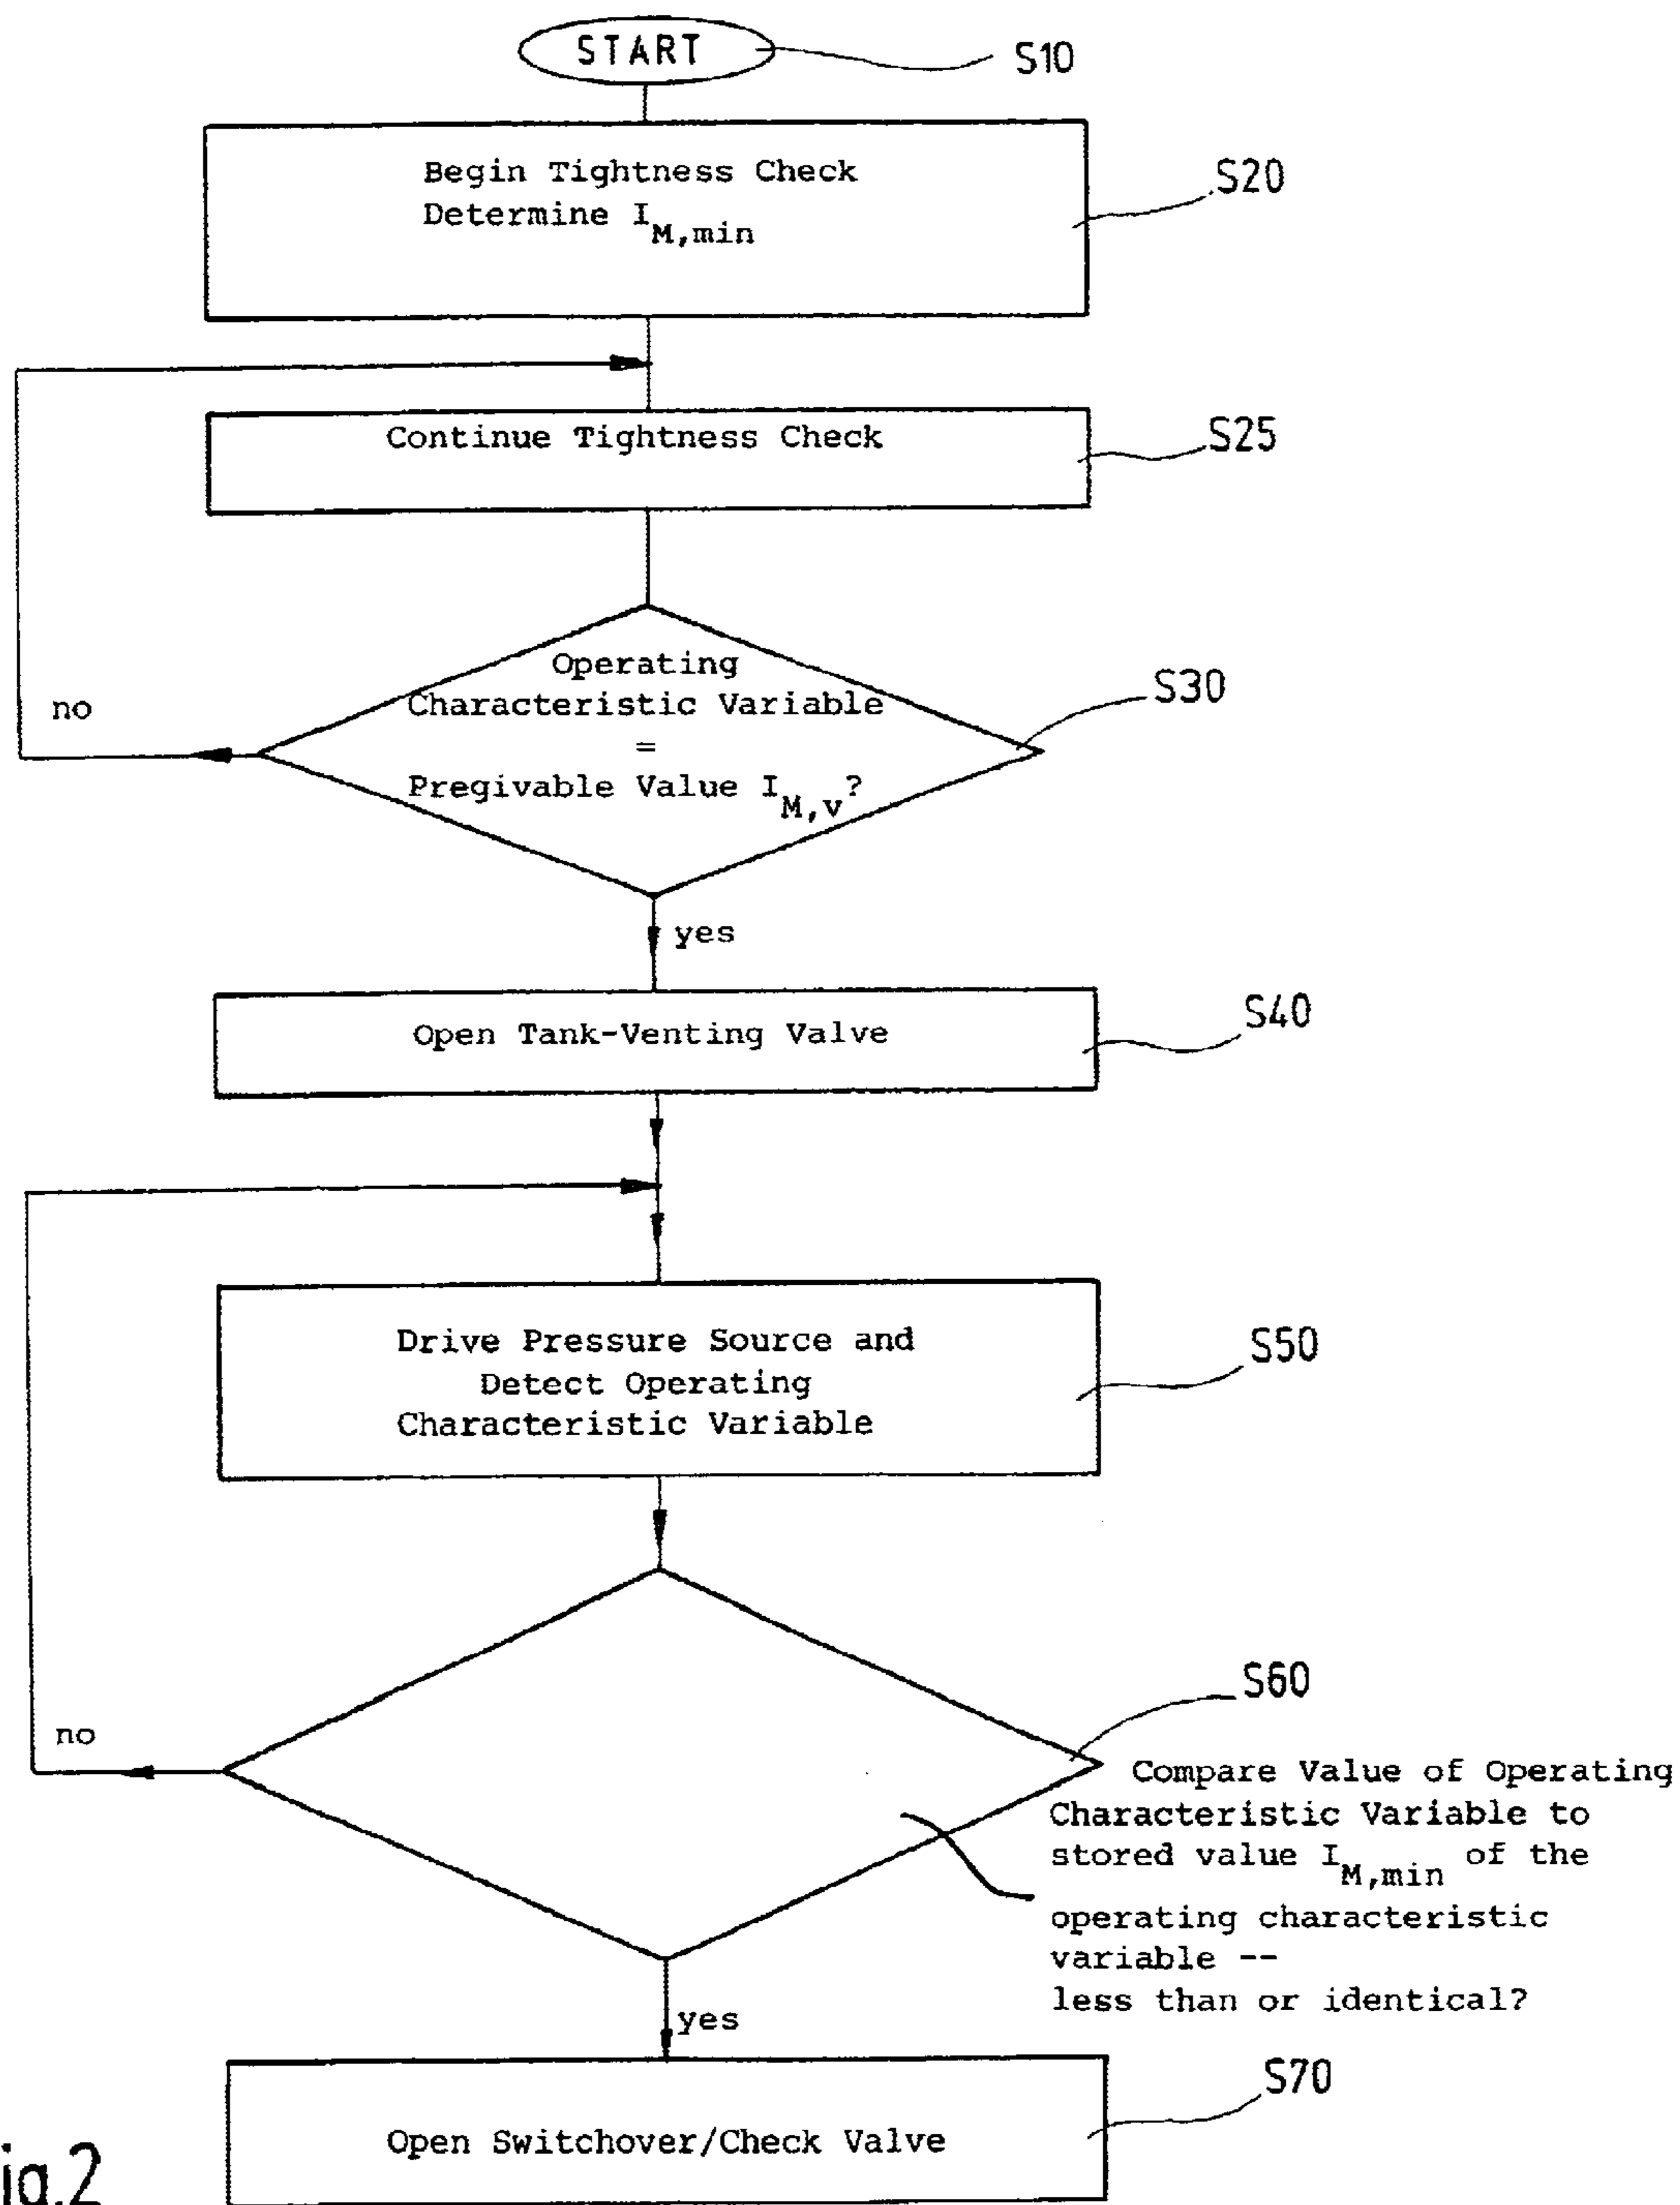 START
S10
Begin Tightness Check
Determine I_M,min
S20
Continue Tightness Check
S25
Operating
Characteristic Variable
=
Pregivable Value I_M,v?
S30
no
yes
Open Tank-Venting Valve
S40
Drive Pressure Source and
Detect Operating
Characteristic Variable
S50
S60
no
Compare Value of Operating
Characteristic Variable to
stored value I_M,min of the
operating characteristic
variable --
less than or identical?
yes
S70
Open Switchover/Check Valve
ig.2